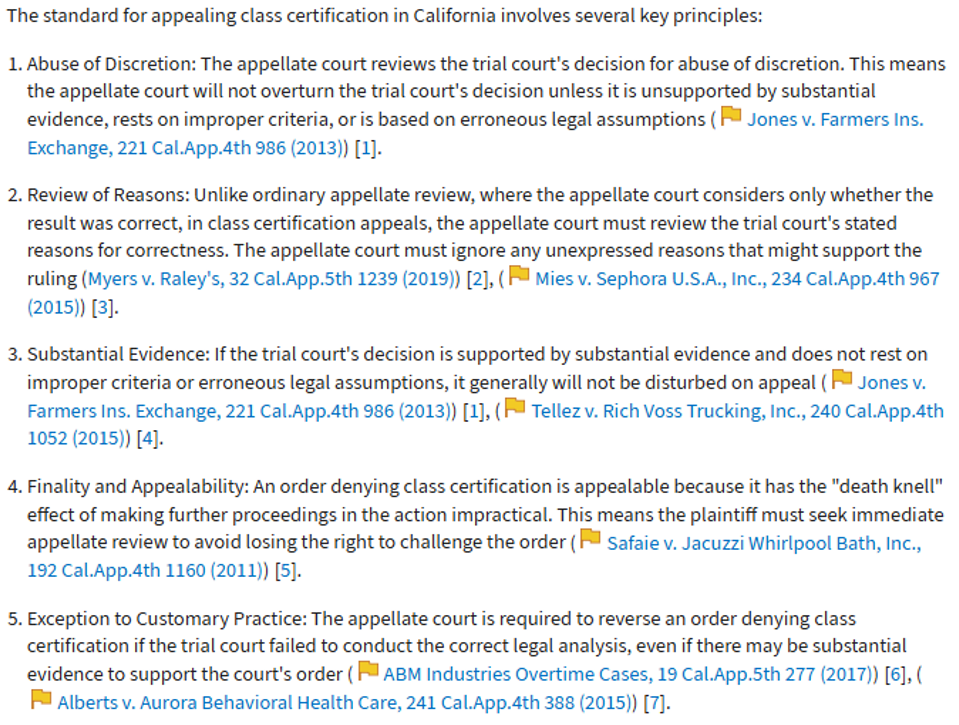 The standard for appealing class certification in California involves several key principles:
1. Abuse of Discretion: The appellate court reviews the trial court's decision for abuse of discretion. This means
the appellate court will not overturn the trial court's decision unless it is unsupported by substantial
evidence, rests on improper criteria, or is based on erroneous legal assumptions ( Jones v. Farmers Ins.
Exchange, 221 Cal.App.4th 986 (2013)) [1].
2. Review of Reasons: Unlike ordinary appellate review, where the appellate court considers only whether the
result was correct, in class certification appeals, the appellate court must review the trial court's stated
reasons for correctness. The appellate court must ignore any unexpressed reasons that might support the
ruling (Myers v. Raley's, 32 Cal.App.5th 1239 (2019)) [2], ( Mies v. Sephora U.S.A., Inc., 234 Cal.App.4th 967
(2015)) [3].
3. Substantial Evidence: If the trial court's decision is supported by substantial evidence and does not rest on
improper criteria or erroneous legal assumptions, it generally will not be disturbed on appeal ( Jones v.
Farmers Ins. Exchange, 221 Cal.App.4th 986 (2013)) [1], ( Tellez v. Rich Voss Trucking, Inc., 240 Cal.App.4th
1052 (2015)) [4].
4. Finality and Appealability: An order denying class certification is appealable because it has the "death knell"
effect of making further proceedings in the action impractical. This means the plaintiff must seek immediate
appellate review to avoid losing the right to challenge the order ( Safaie v. Jacuzzi Whirlpool Bath, Inc.,
192 Cal.App.4th 1160 (2011)) [5].
5. Exception to Customary Practice: The appellate court is required to reverse an order denying class
certification if the trial court failed to conduct the correct legal analysis, even if there may be substantial
evidence to support the court's order ( ABM Industries Overtime Cases, 19 Cal.App.5th 277 (2017)) [6], (
Alberts v. Aurora Behavioral Health Care, 241 Cal.App.4th 388 (2015)) [7].